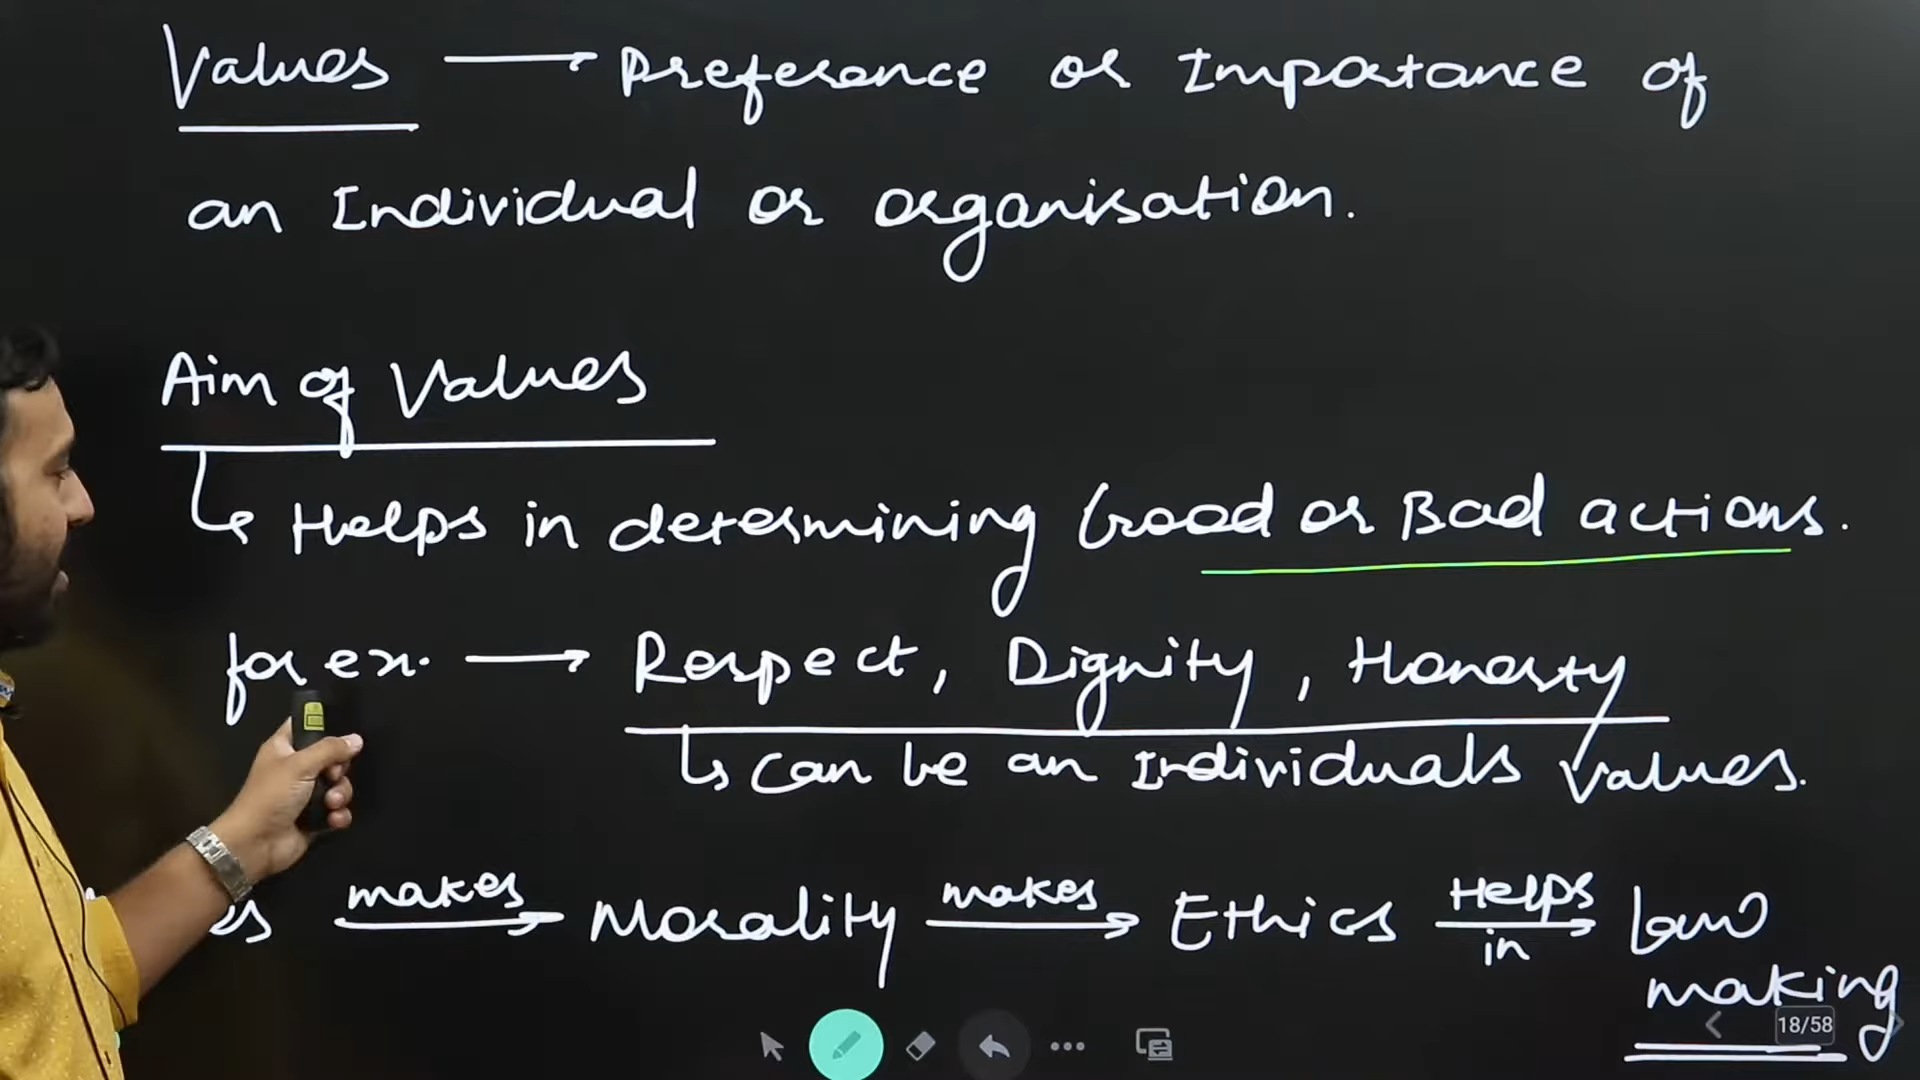 Values → Preference or Importance of
an Individual or organisation.
Aim of Values
↳ Helps in determining Good or Bad actions.
for ex. → Respect, Dignity, Honesty
↳ can be an Individuals values.
makes → Morality makes → Ethics Helps in → Law
making
18/58